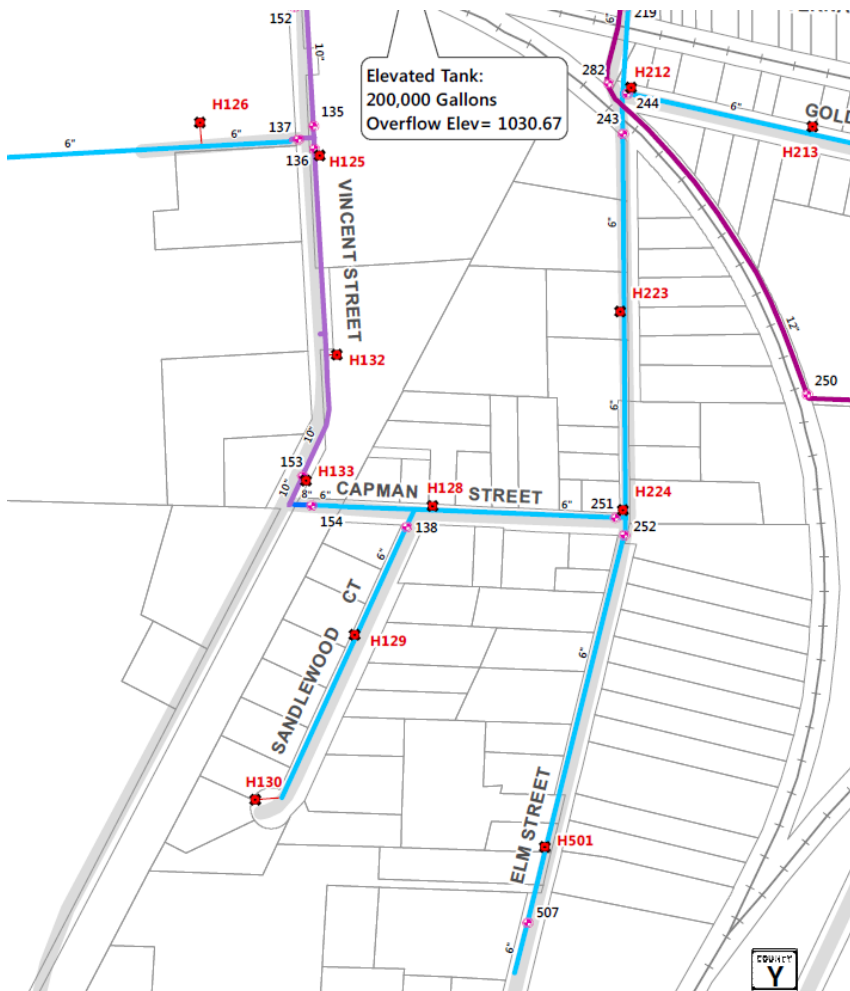 152
10"
219
Elevated Tank:
200,000 Gallons
Overflow Elev= 1030.67
282
H212
H126
244
6"
GOLD
135
243
137
6"
6"
136
H125
H213
VINCENT STREET
6"
H223
12"
H132
250
6"
10"
153
H133
10"
8"
6"
CAPMAN
H128
STREET
6"
251
H224
154
138
252
6"
SANDLEWOOD CT
H129
6"
H130
ELM STREET
H501
507
6"
COUNTY
Y